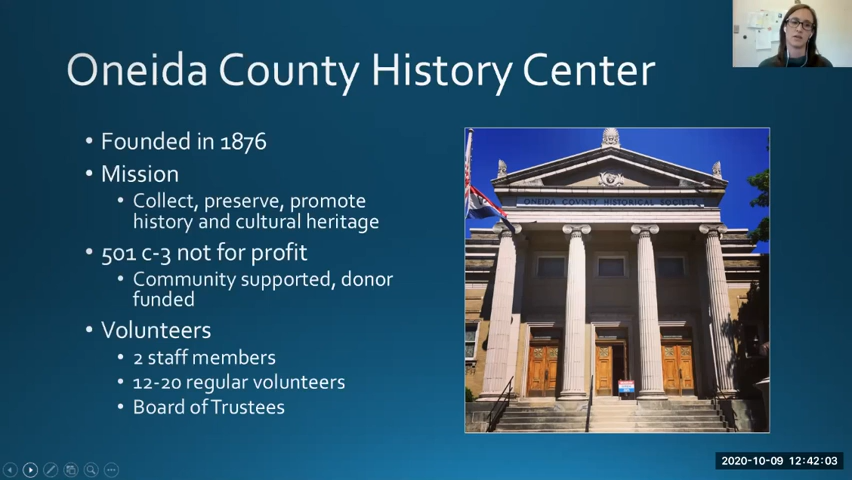 Oneida County History Center
• Founded in 1876
• Mission
• Collect, preserve, promote
history and cultural heritage
• 501 c-3 not for profit
• Community supported, donor
funded
• Volunteers
• 2 staff members
• 12-20 regular volunteers
• Board of Trustees
ONEIDA COUNTY HISTORICAL SOCIETY
2020-10-09 12:42:03